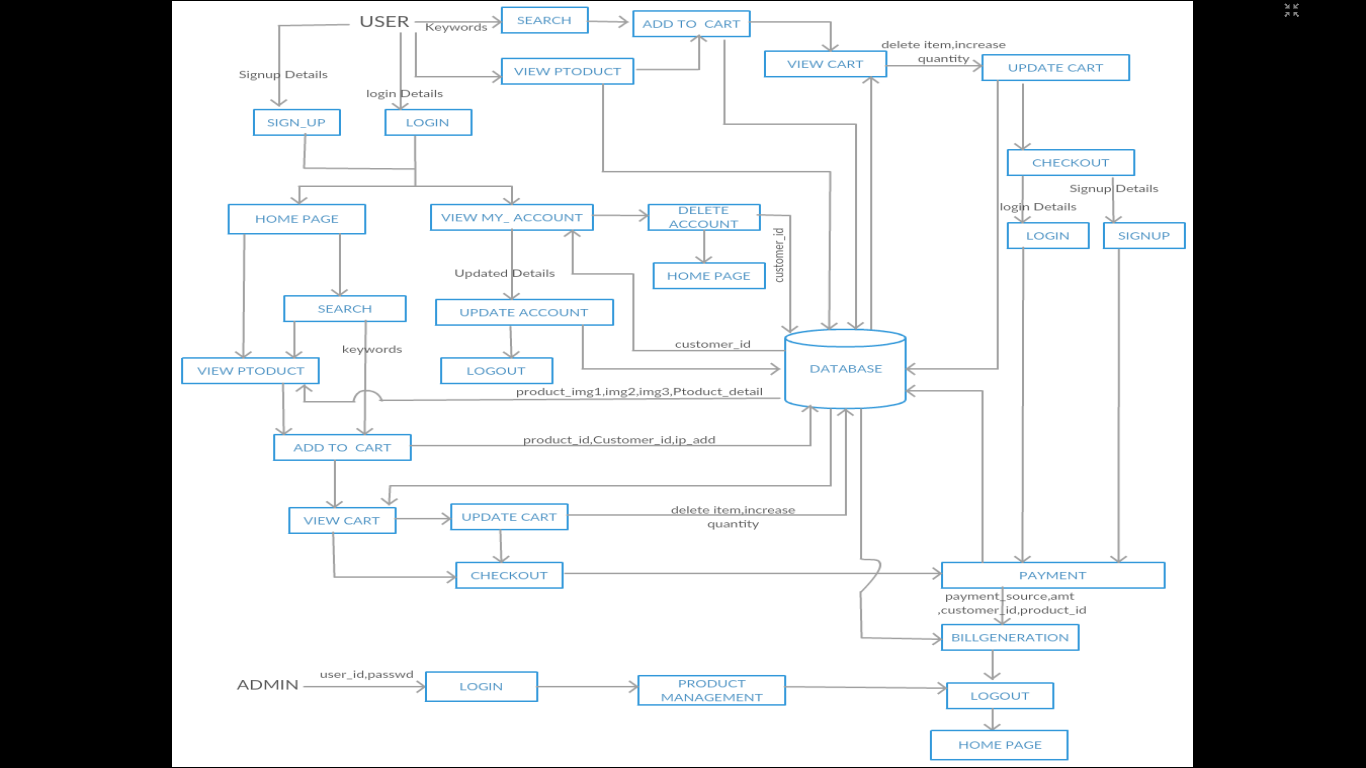 USER
Keywords
SEARCH
ADD TO CART
VIEW CART
delete item,increase
quantity
UPDATE CART
VIEW PTODUCT
Signup Details
login Details
SIGN_UP
LOGIN
CHECKOUT
Signup Details
login Details
LOGIN
SIGNUP
HOME PAGE
VIEW MY_ ACCOUNT
DELETE
ACCOUNT
customer_id
HOME PAGE
Updated Details
SEARCH
UPDATE ACCOUNT
keywords
customer_id
DATABASE
VIEW PTODUCT
LOGOUT
product_img1,img2,img3,Ptoduct_detail
ADD TO CART
product_id,Customer_id,ip_add
VIEW CART
UPDATE CART
delete item,increase
quantity
CHECKOUT
PAYMENT
payment_source,amt
,customer_id,product_id
BILLGENERATION
ADMIN
user_id,passwd
LOGIN
PRODUCT
MANAGEMENT
LOGOUT
HOME PAGE